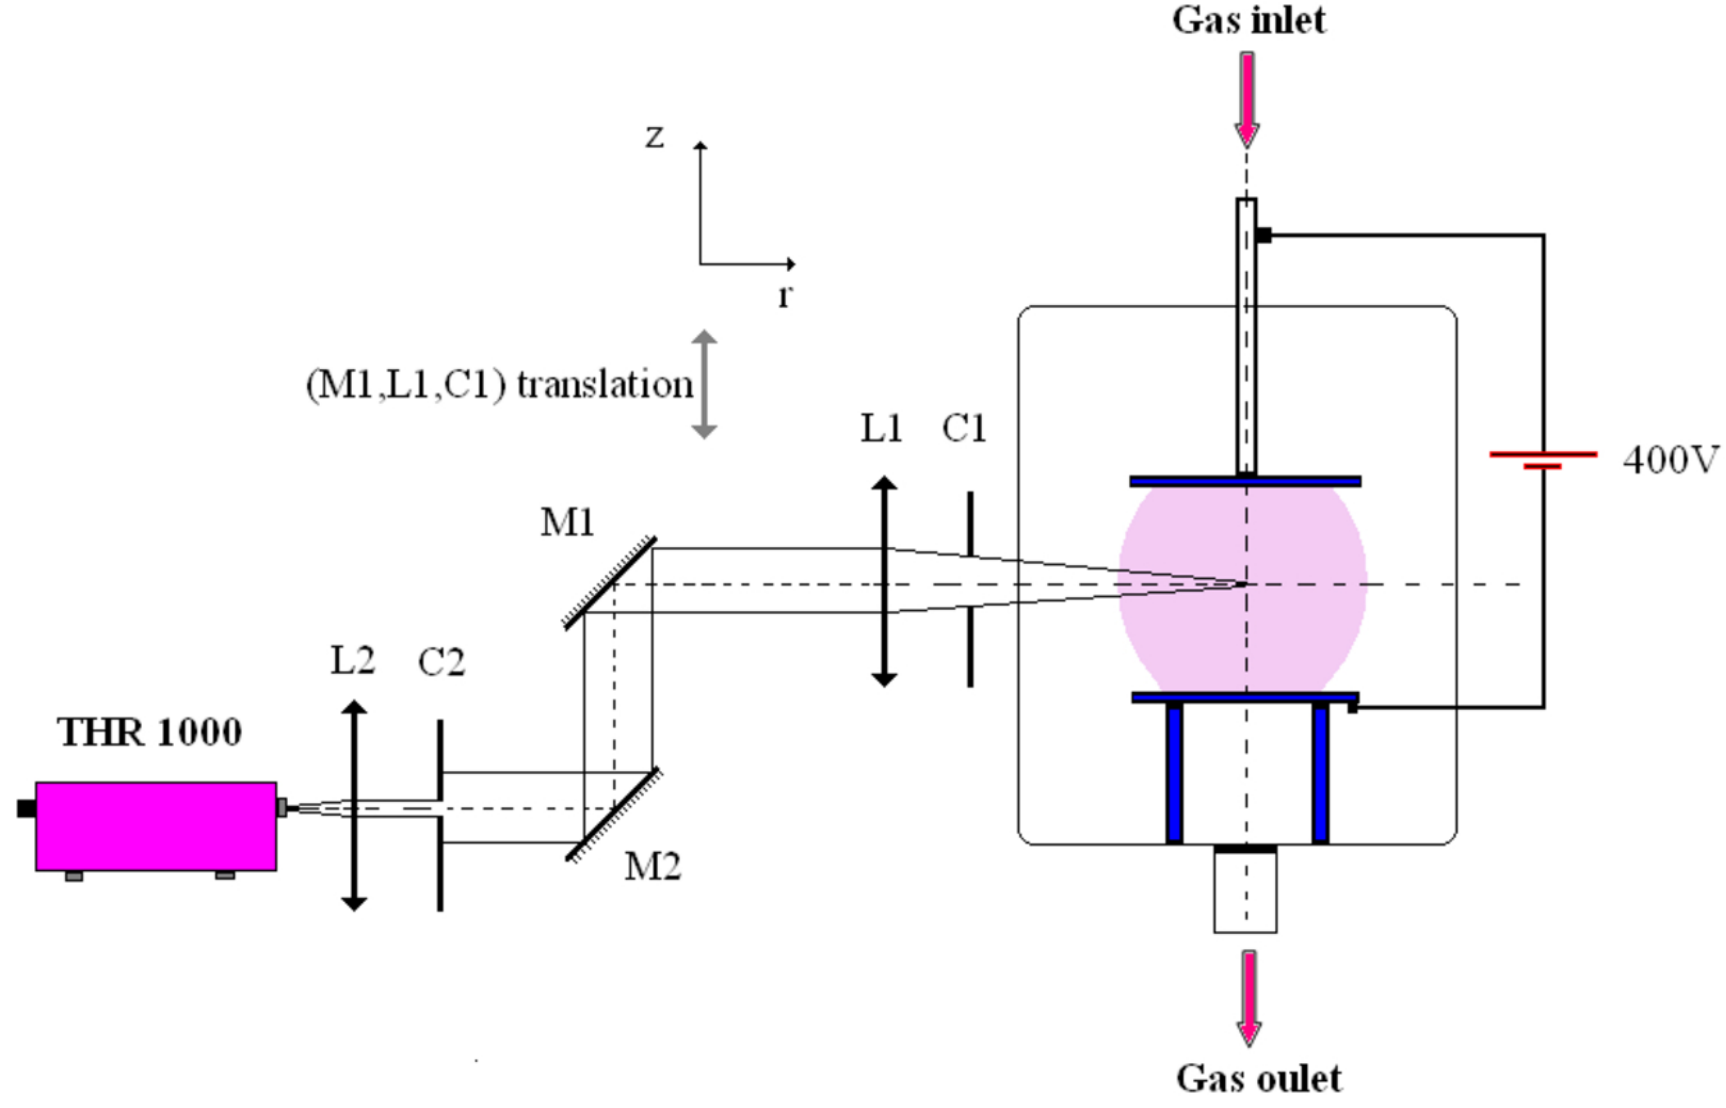 Gas inlet
z
r
(M1,L1,C1) translation
L1
C1
400V
M1
L2
C2
THR 1000
M2
Gas oulet